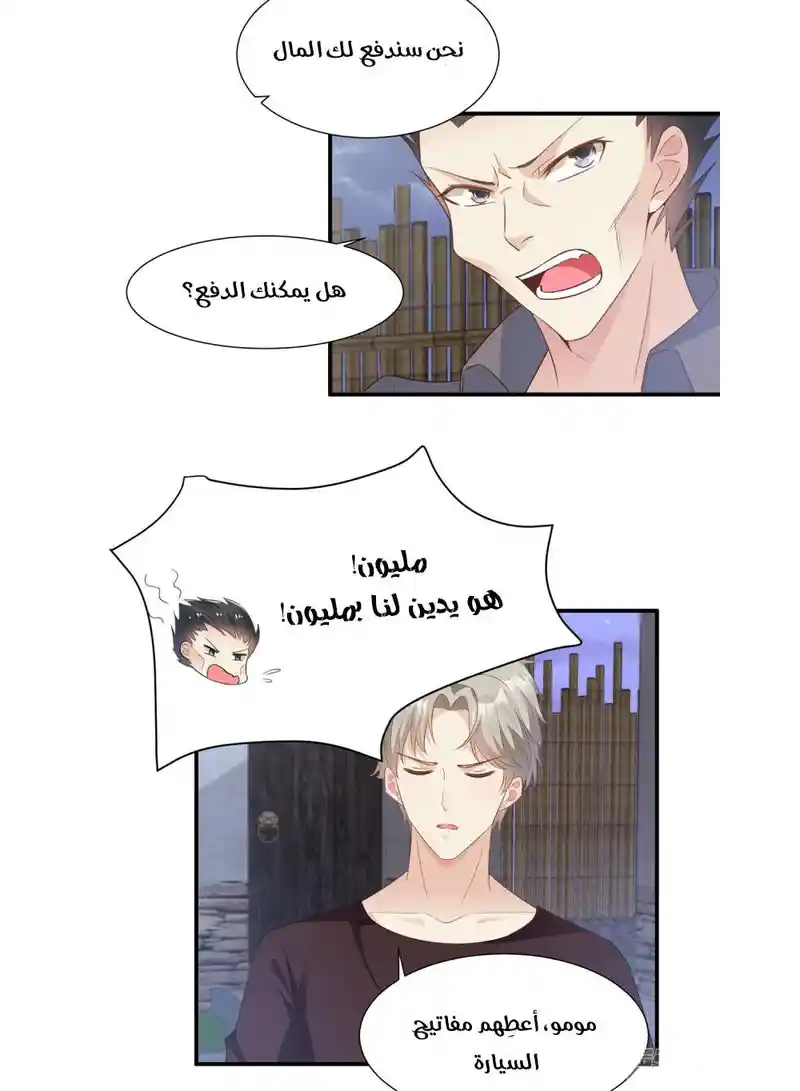 نحن سندفع لك المال
هل يمكنك الدفع؟
مليون!
هو يدين لنا بمليون!
مومو، أعطِهم مفاتيح
السيارة